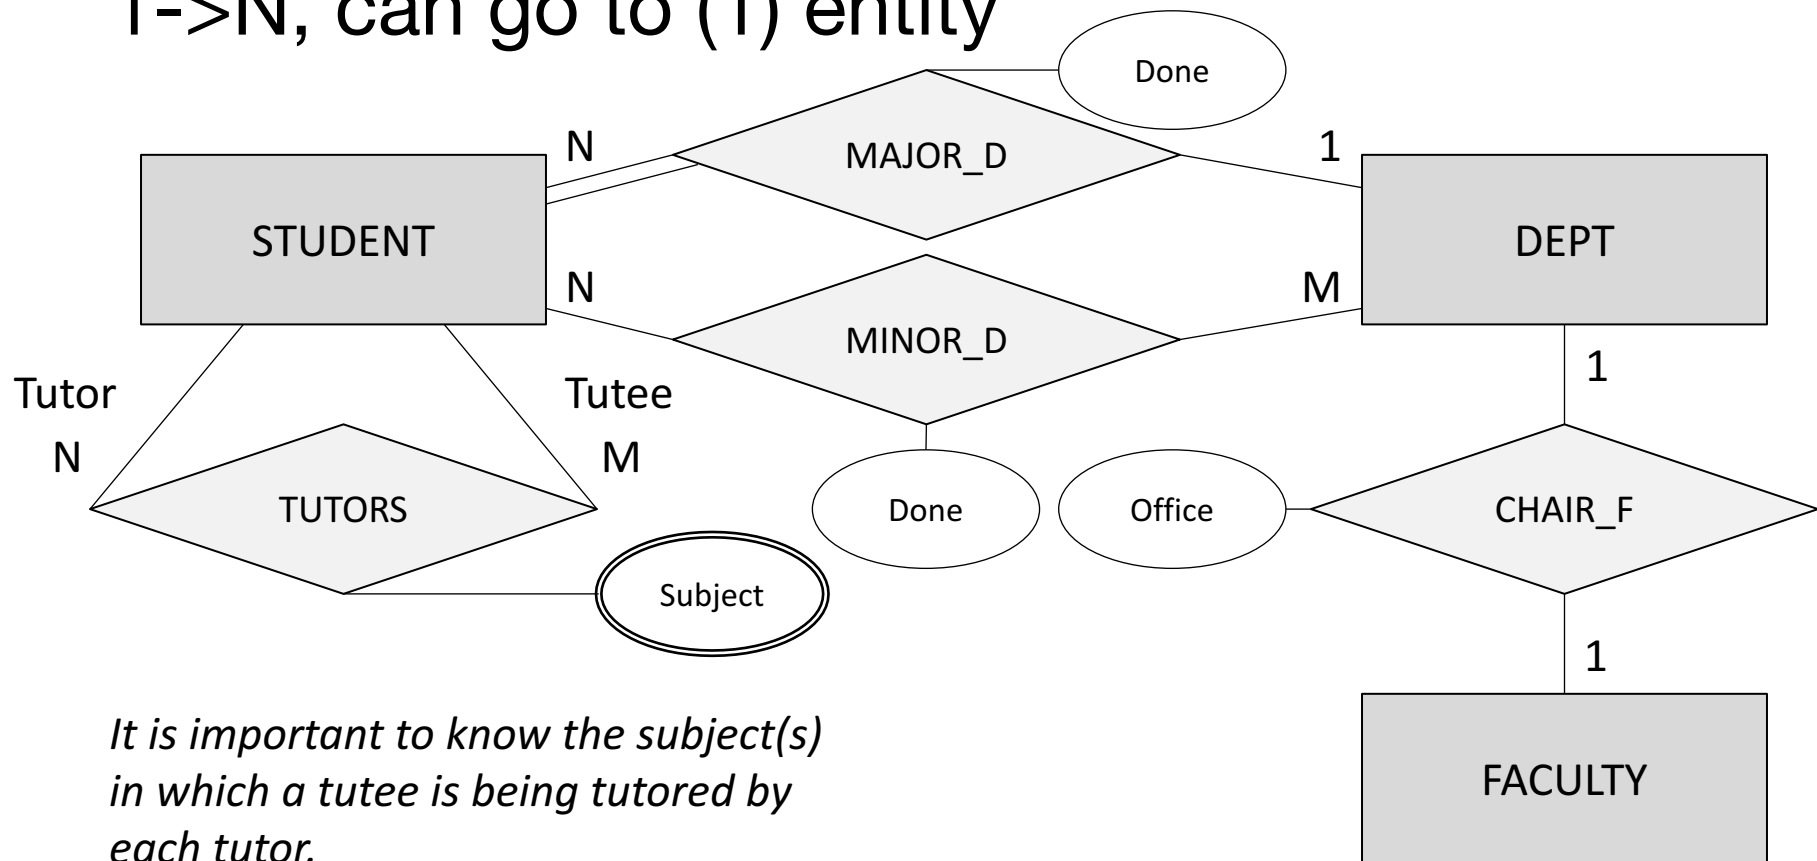 1->N, can go to (1) entity
Done
N
MAJOR_D
1
STUDENT
DEPT
N
MINOR_D
M
Tutor
Tutee
1
N
M
TUTORS
Done
Office
CHAIR_F
Subject
1
It is important to know the subject(s)
in which a tutee is being tutored by
each tutor.
FACULTY